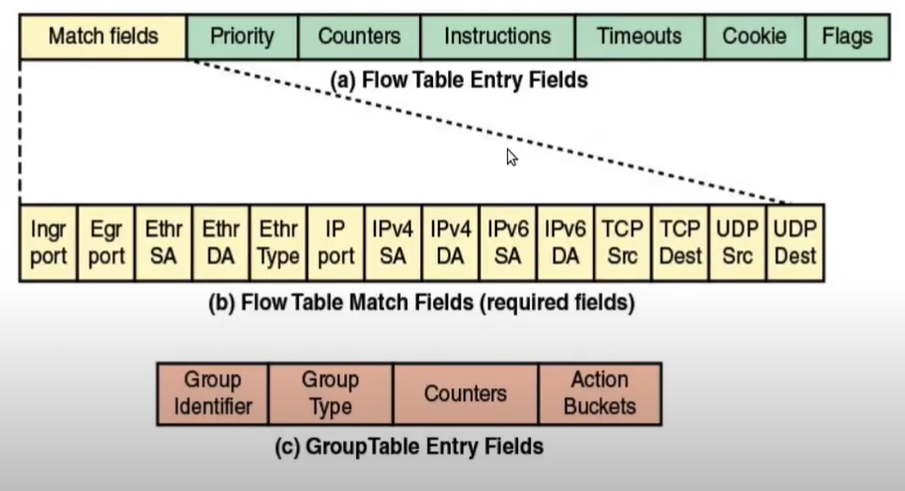 Match fields Priority Counters Instructions Timeouts Cookie Flags
(a) Flow Table Entry Fields
Ingr port
Egr port
Ethr SA
Ethr DA
Ethr Type
IP port
IPv4 SA
IPv4 DA
IPv6 SA
IPv6 DA
TCP Src
TCP Dest
UDP Src
UDP Dest
(b) Flow Table Match Fields (required fields)
Group Identifier
Group Type
Counters
Action Buckets
(c) GroupTable Entry Fields